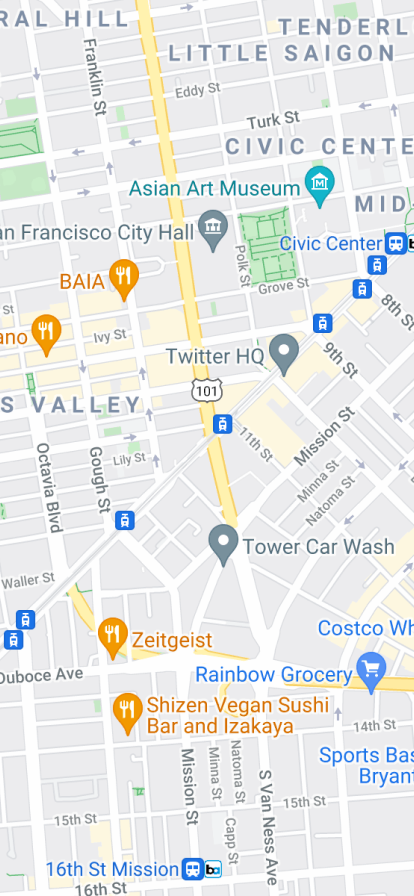 RAL HILL
TENDERL
LITTLE SAIGON
Franklin St
Eddy St
Turk St
CIVIC CENTE
Asian Art Museum
MID
an Francisco City Hall
Polk St
Civic Center
BAIA
Grove St
8th St
St
ano
Ivy St
Twitter HQ
9th St
101
S VALLEY
11th St
Mission St
Lily St
Octavia Blvd
Gough St
Minna St
Natoma St
Tower Car Wash
Waller St
Zeitgeist
Costco Wh
Duboce Ave
Rainbow Grocery
Shizen Vegan Sushi
Bar and Izakaya
14th St
Mission St
Minna St
Natoma St
Sports Bas
Bryant
S Van Ness Ave
15th St
15th St
Capp St
16th St Mission
ba
16th St